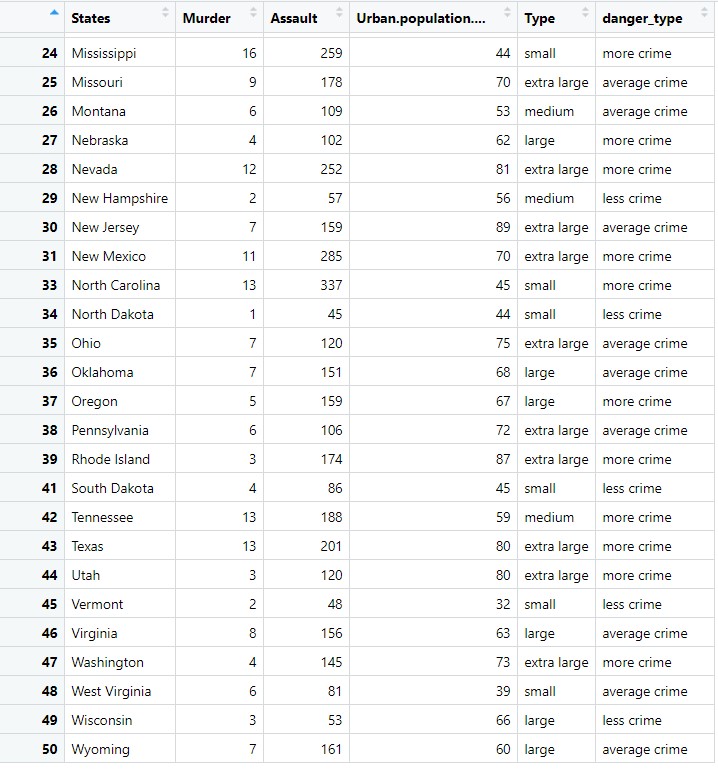 States Murder Assault Urban.population.... Type danger_type
24 Mississippi 16 259 44 small more crime
25 Missouri 9 178 70 extra large average crime
26 Montana 6 109 53 medium average crime
27 Nebraska 4 102 62 large more crime
28 Nevada 12 252 81 extra large more crime
29 New Hampshire 2 57 56 medium less crime
30 New Jersey 7 159 89 extra large average crime
31 New Mexico 11 285 70 extra large more crime
33 North Carolina 13 337 45 small more crime
34 North Dakota 1 45 44 small less crime
35 Ohio 7 120 75 extra large average crime
36 Oklahoma 7 151 68 large average crime
37 Oregon 5 159 67 large more crime
38 Pennsylvania 6 106 72 extra large average crime
39 Rhode Island 3 174 87 extra large more crime
41 South Dakota 4 86 45 small less crime
42 Tennessee 13 188 59 medium more crime
43 Texas 13 201 80 extra large more crime
44 Utah 3 120 80 extra large more crime
45 Vermont 2 48 32 small less crime
46 Virginia 8 156 63 large average crime
47 Washington 4 145 73 extra large more crime
48 West Virginia 6 81 39 small average crime
49 Wisconsin 3 53 66 large less crime
50 Wyoming 7 161 60 large average crime